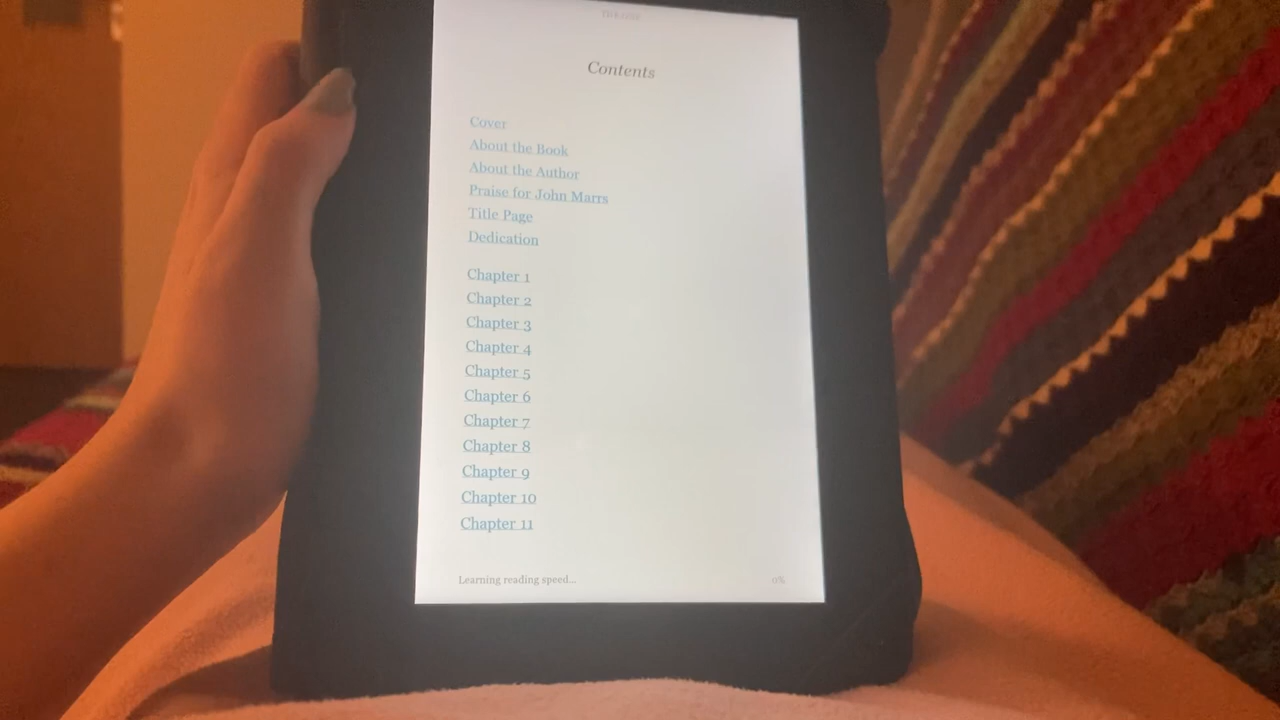 Contents
Cover
About the Book
About the Author
Praise for John Marrs
Title Page
Dedication
Chapter 1
Chapter 2
Chapter 3
Chapter 4
Chapter 5
Chapter 6
Chapter 7
Chapter 8
Chapter 9
Chapter 10
Chapter 11
Learning reading speed... 0%